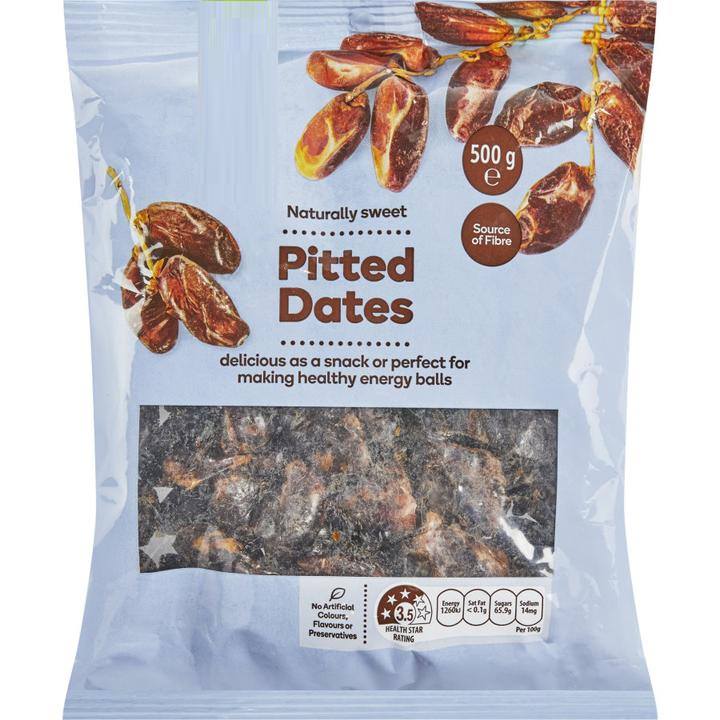 500 g
℮
Naturally sweet
Source
of Fibre
Pitted
Dates
delicious as a snack or perfect for
making healthy energy balls
No Artificial
Colours,
Flavours or
Preservatives
3.5
HEALTH STAR
RATING
Energy
1260kJ
Sat Fat
< 0.1g
Sugars
65.9g
Sodium
14mg
Per 100g